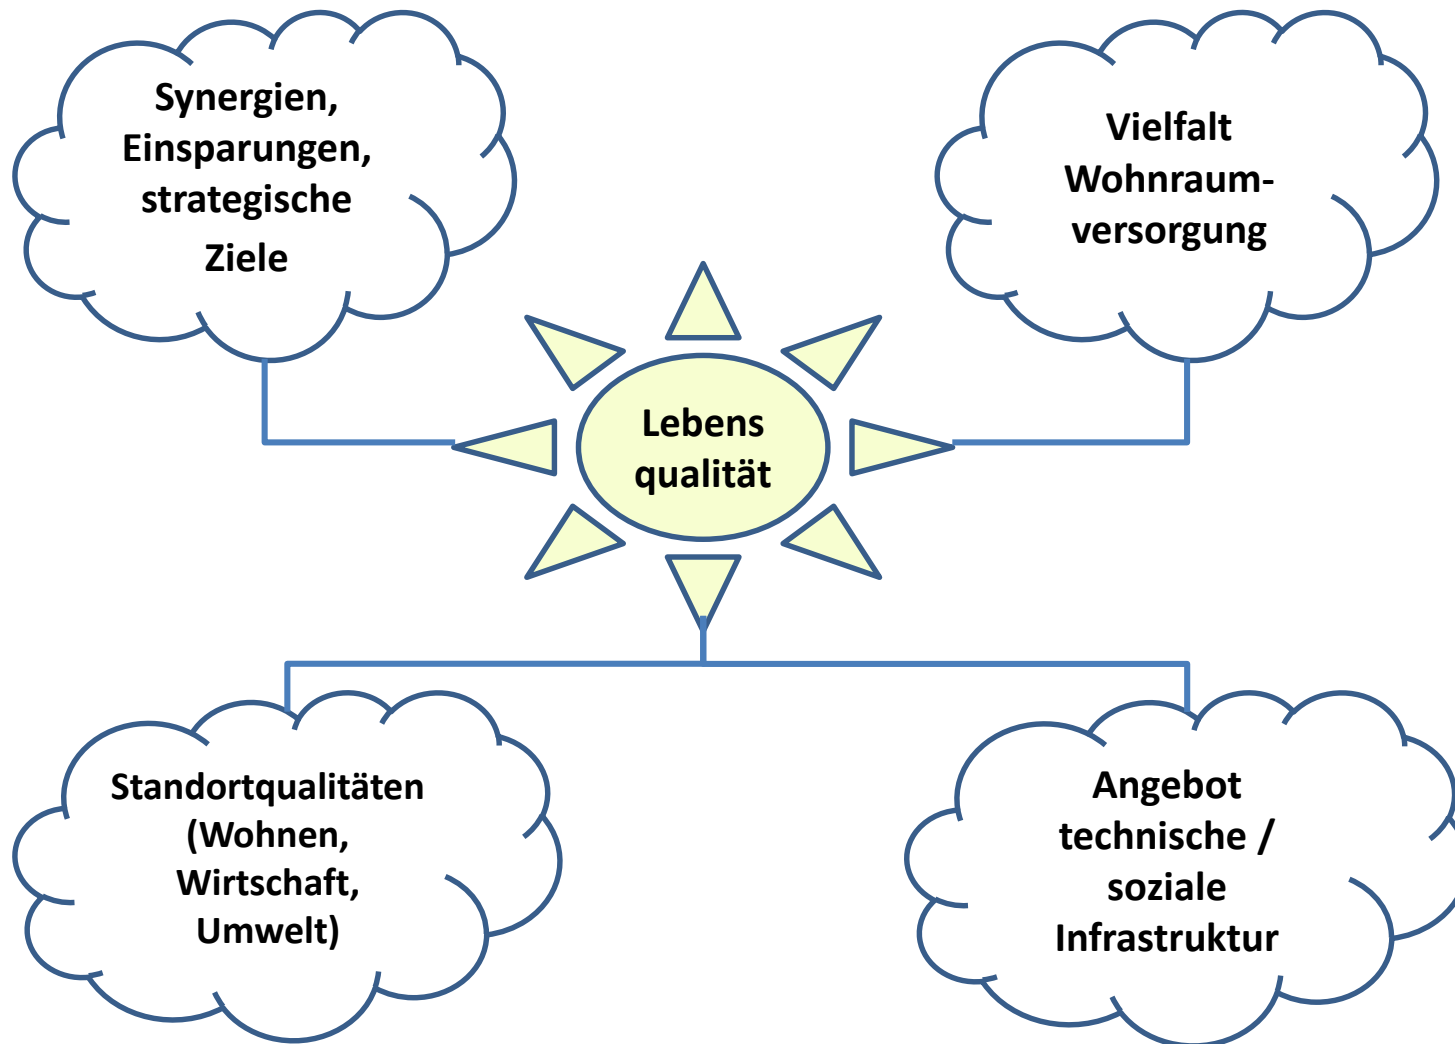 Synergien,
Einsparungen,
strategische
Ziele
Vielfalt
Wohnraum-
versorgung
Lebens
qualität
Standortqualitäten
(Wohnen,
Wirtschaft,
Umwelt)
Angebot
technische /
soziale
Infrastruktur